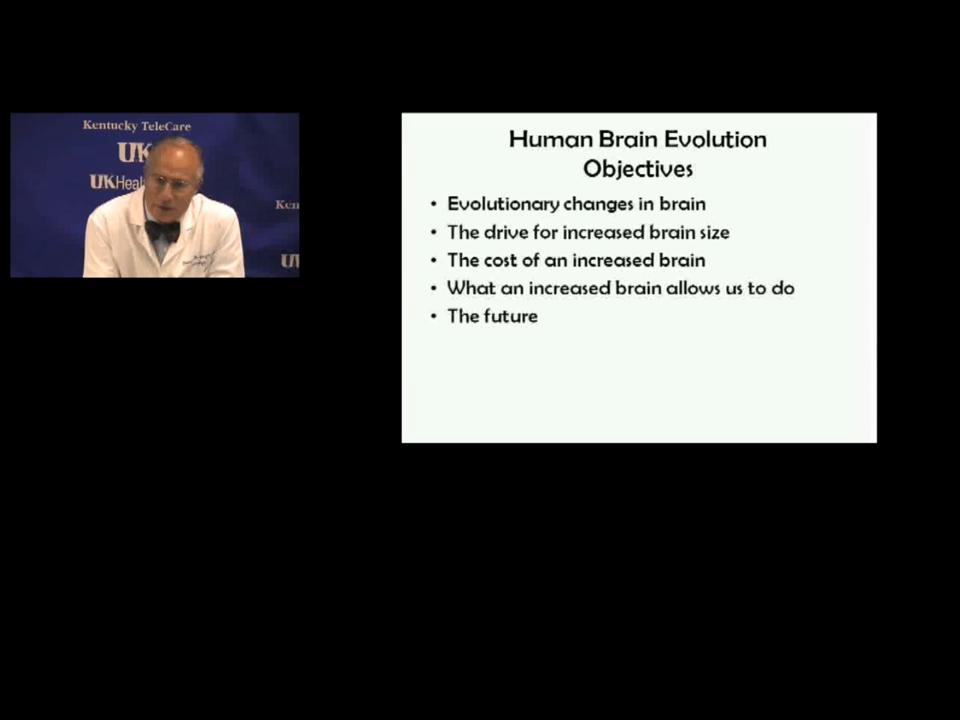 Kentucky TeleCare
UK
UKHeal
Ken
UK
Human Brain Evolution
Objectives
• Evolutionary changes in brain
• The drive for increased brain size
• The cost of an increased brain
• What an increased brain allows us to do
• The future